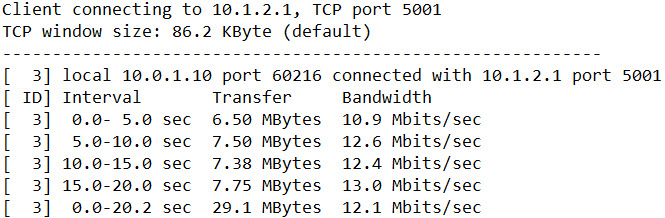 Client connecting to 10.1.2.1, TCP port 5001
TCP window size: 86.2 KByte (default)
------------------------------------------------------------
[  3] local 10.0.1.10 port 60216 connected with 10.1.2.1 port 5001
[ ID] Interval       Transfer     Bandwidth
[  3]  0.0- 5.0 sec  6.50 MBytes  10.9 Mbits/sec
[  3]  5.0-10.0 sec  7.50 MBytes  12.6 Mbits/sec
[  3] 10.0-15.0 sec  7.38 MBytes  12.4 Mbits/sec
[  3] 15.0-20.0 sec  7.75 MBytes  13.0 Mbits/sec
[  3]  0.0-20.2 sec  29.1 MBytes  12.1 Mbits/sec